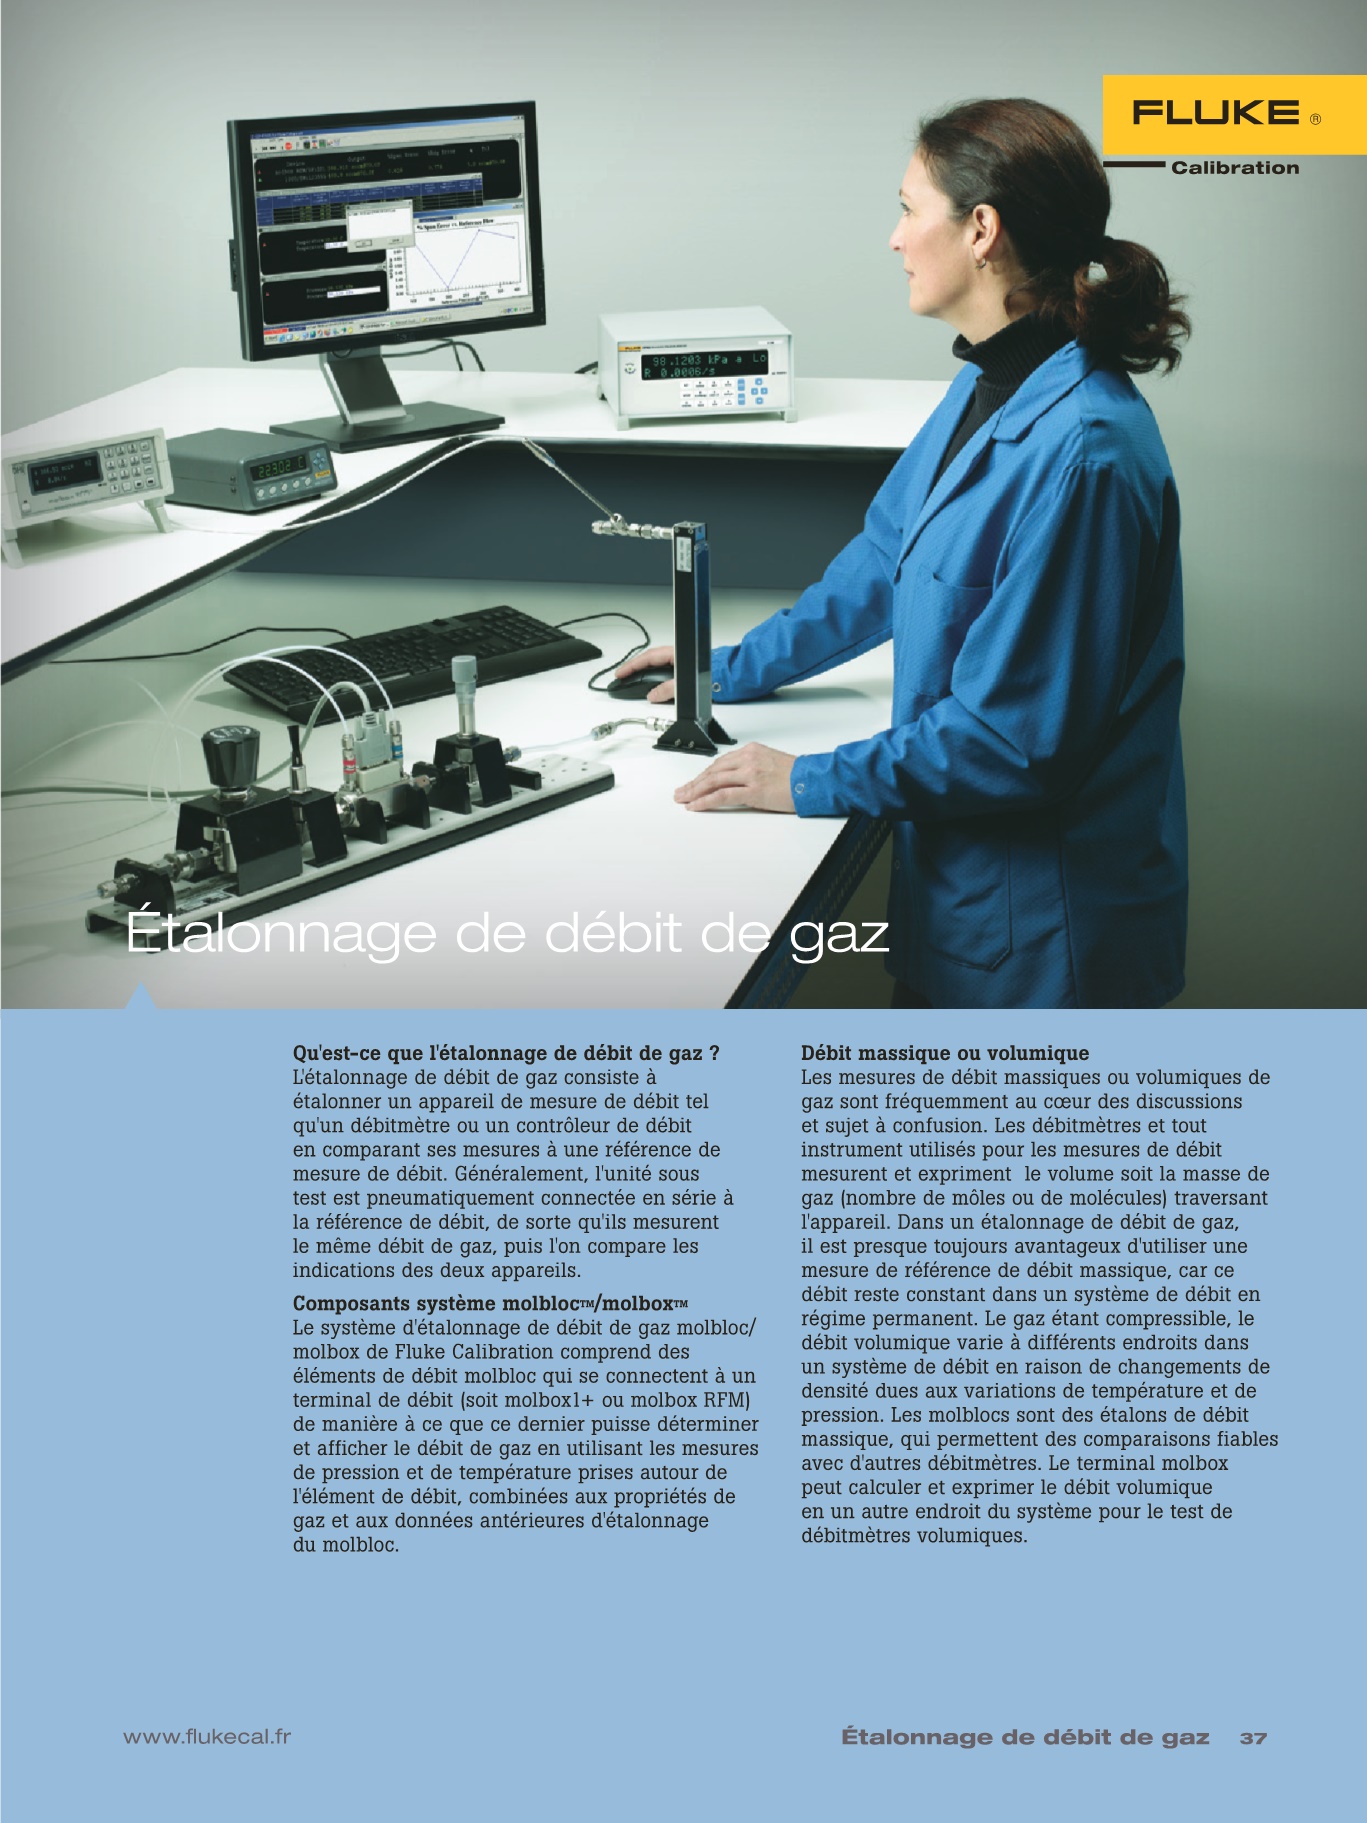 FLUKE ®
Calibration
% Span Error vs. Reference Flow
FLUKE
98.1203 kPa a Lo
R 0.0006/s
Étalonnage de débit de gaz
Qu'est-ce que l'étalonnage de débit de gaz ?
L'étalonnage de débit de gaz consiste à
étalonner un appareil de mesure de débit tel
qu'un débitmètre ou un contrôleur de débit
en comparant ses mesures à une référence de
mesure de débit. Généralement, l'unité sous
test est pneumatiquement connectée en série à
la référence de débit, de sorte qu'ils mesurent
le même débit de gaz, puis l'on compare les
indications des deux appareils.
Composants système molbloc™/molbox™
Le système d'étalonnage de débit de gaz molbloc/
molbox de Fluke Calibration comprend des
éléments de débit molbloc qui se connectent à un
terminal de débit (soit molbox1+ ou molbox RFM)
de manière à ce que ce dernier puisse déterminer
et afficher le débit de gaz en utilisant les mesures
de pression et de température prises autour de
l'élément de débit, combinées aux propriétés de
gaz et aux données antérieures d'étalonnage
du molbloc.
Débit massique ou volumique
Les mesures de débit massiques ou volumiques de
gaz sont fréquemment au cœur des discussions
et sujet à confusion. Les débitmètres et tout
instrument utilisés pour les mesures de débit
mesurent et expriment  le volume soit la masse de
gaz (nombre de môles ou de molécules) traversant
l'appareil. Dans un étalonnage de débit de gaz,
il est presque toujours avantageux d'utiliser une
mesure de référence de débit massique, car ce
débit reste constant dans un système de débit en
régime permanent. Le gaz étant compressible, le
débit volumique varie à différents endroits dans
un système de débit en raison de changements de
densité dues aux variations de température et de
pression. Les molblocs sont des étalons de débit
massique, qui permettent des comparaisons fiables
avec d'autres débitmètres. Le terminal molbox
peut calculer et exprimer le débit volumique
en un autre endroit du système pour le test de
débitmètres volumiques.
www.flukecal.fr
Étalonnage de débit de gaz 37